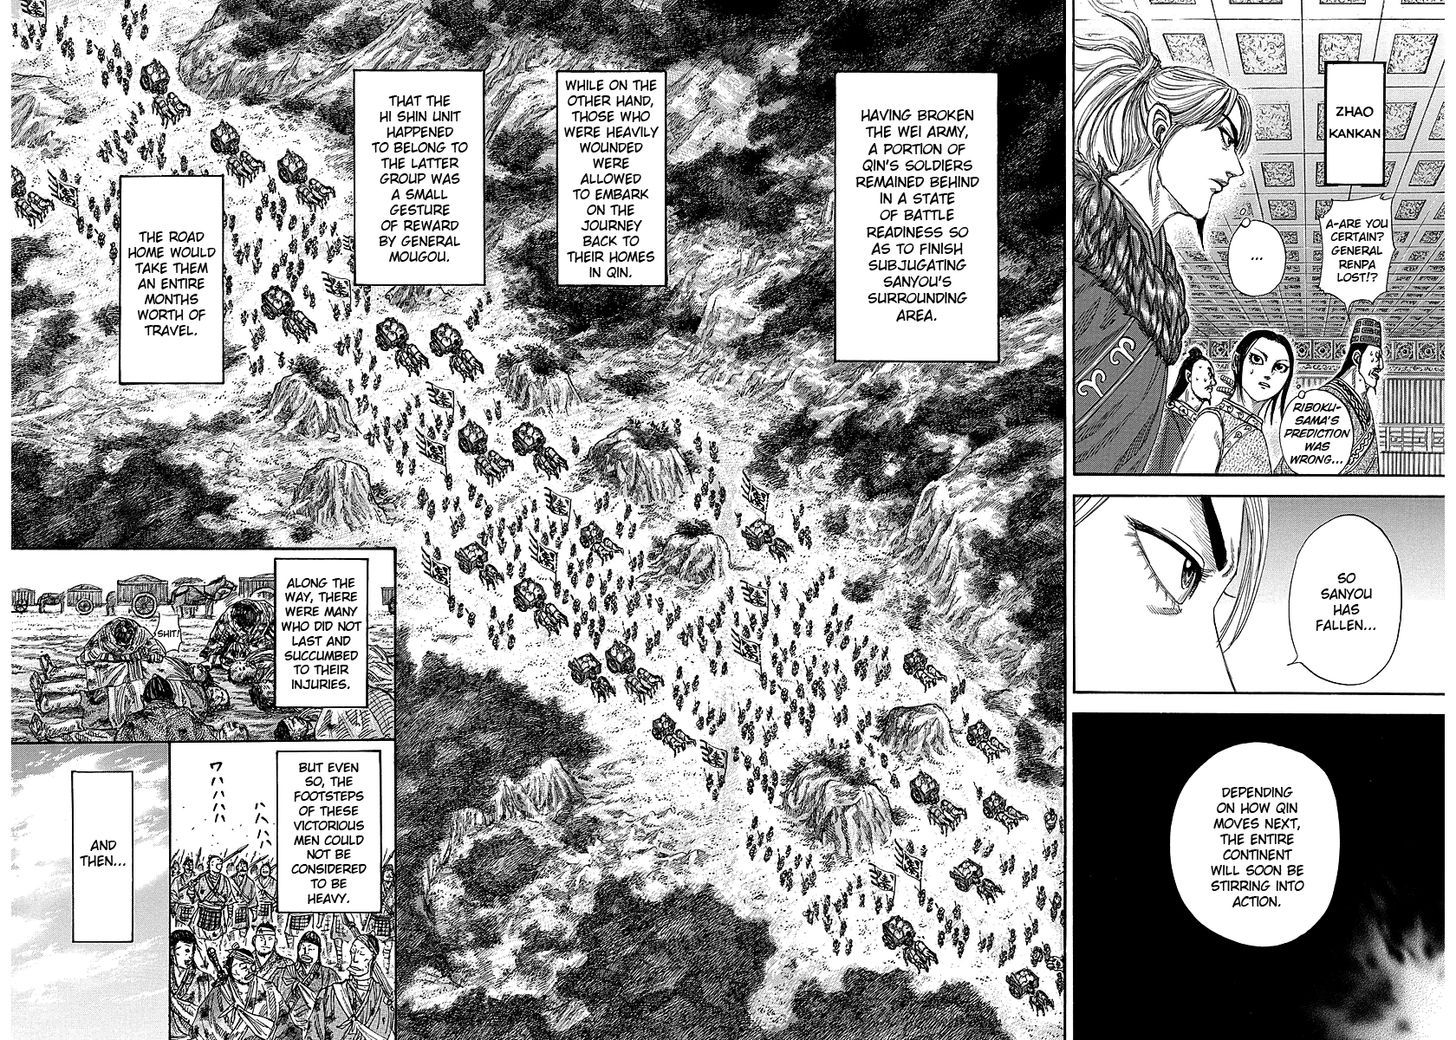 ZHAO
KANKAN
A-ARE YOU
CERTAIN?
GENERAL
RENPA
LOST!?
...
RIBOKU-
SAMA'S
PREDICTION
WAS
WRONG...
SO
SANYOU
HAS
FALLEN...
DEPENDING
ON HOW QIN
MOVES NEXT,
THE ENTIRE
CONTINENT
WILL SOON BE
STIRRING INTO
ACTION.
HAVING BROKEN
THE WEI ARMY,
A PORTION OF
QIN'S SOLDIERS
REMAINED BEHIND
IN A STATE
OF BATTLE
READINESS SO
AS TO FINISH
SUBJUGATING
SANYOU'S
SURROUNDING
AREA.
WHILE ON THE
OTHER HAND,
THOSE WHO
WERE HEAVILY
WOUNDED
WERE
ALLOWED
TO EMBARK
ON THE
JOURNEY
BACK TO
THEIR HOMES
IN QIN.
THAT THE
HI SHIN UNIT
HAPPENED
TO BELONG TO
THE LATTER
GROUP WAS
A SMALL
GESTURE
OF REWARD
BY GENERAL
MOUGOU.
THE ROAD
HOME WOULD
TAKE THEM
AN ENTIRE
MONTHS
WORTH OF
TRAVEL.
ALONG THE
WAY, THERE
WERE MANY
WHO DID NOT
LAST AND
SUCCUMBED
TO THEIR
INJURIES.
SHIT!
BUT EVEN
SO, THE
FOOTSTEPS
OF THESE
VICTORIOUS
MEN COULD
NOT BE
CONSIDERED
TO BE
HEAVY.
AND
THEN...